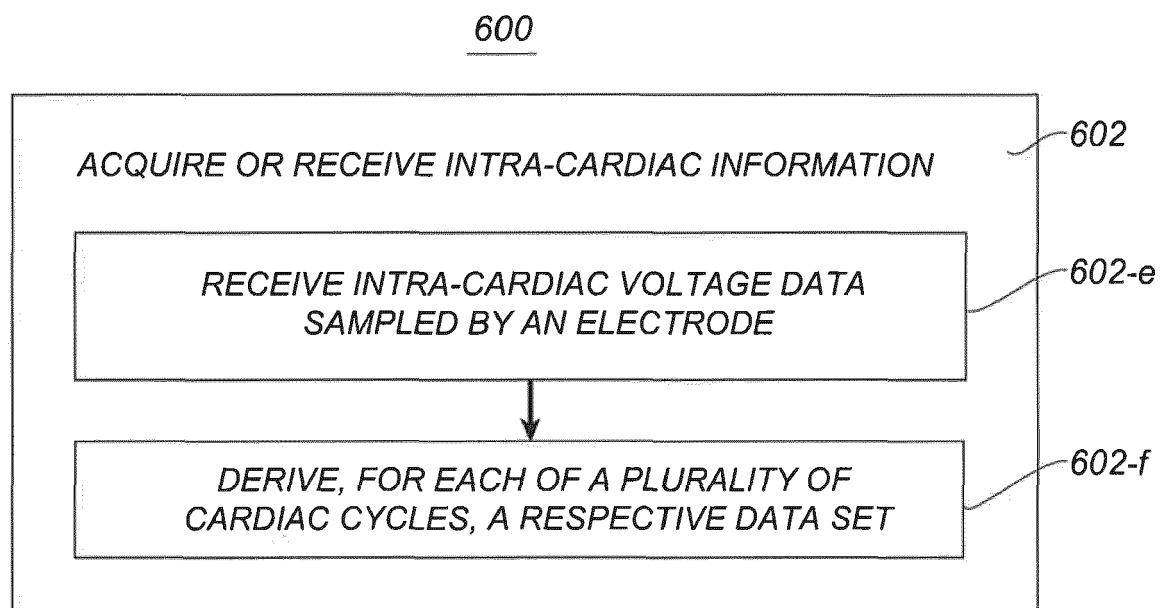 600
602
ACQUIRE OR RECEIVE INTRA-CARDIAC INFORMATION
RECEIVE INTRA-CARDIAC VOLTAGE DATA
SAMPLED BY AN ELECTRODE
602-e
DERIVE, FOR EACH OF A PLURALITY OF
CARDIAC CYCLES, A RESPECTIVE DATA SET
602-f